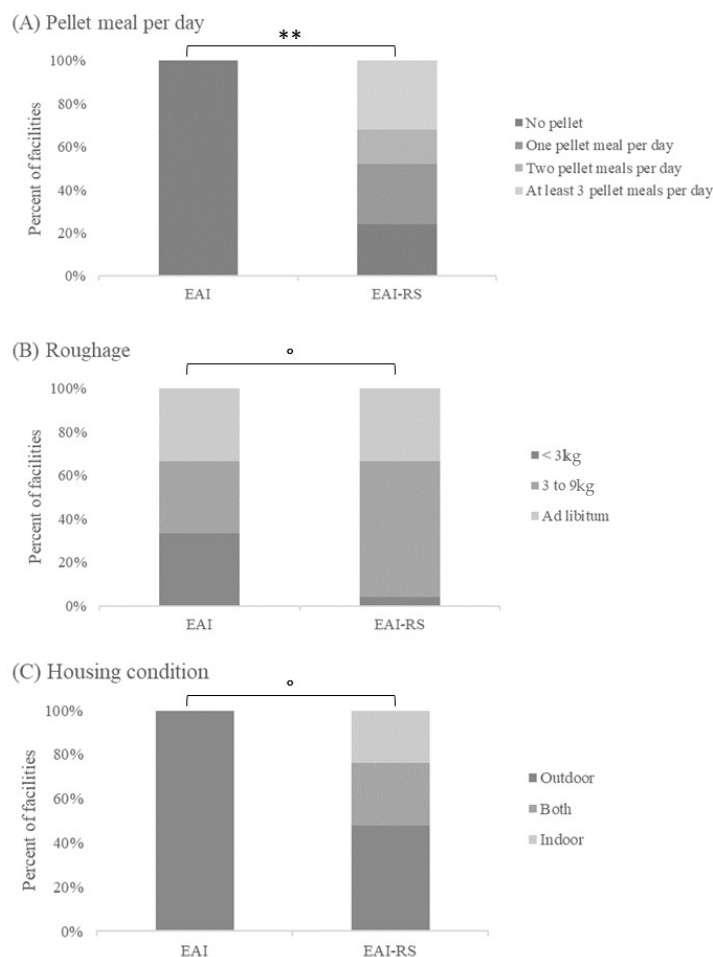 (A) Pellet meal per day
**
Percent of facilities
100%
80%
60%
40%
20%
0%
EAI
EAI-RS
No pellet
One pellet meal per day
Two pellet meals per day
At least 3 pellet meals per day
(B) Roughage
°
Percent of facilities
100%
80%
60%
40%
20%
0%
EAI
EAI-RS
< 3kg
3 to 9kg
Ad libitum
(C) Housing condition
°
Percent of facilities
100%
80%
60%
40%
20%
0%
EAI
EAI-RS
Outdoor
Both
Indoor